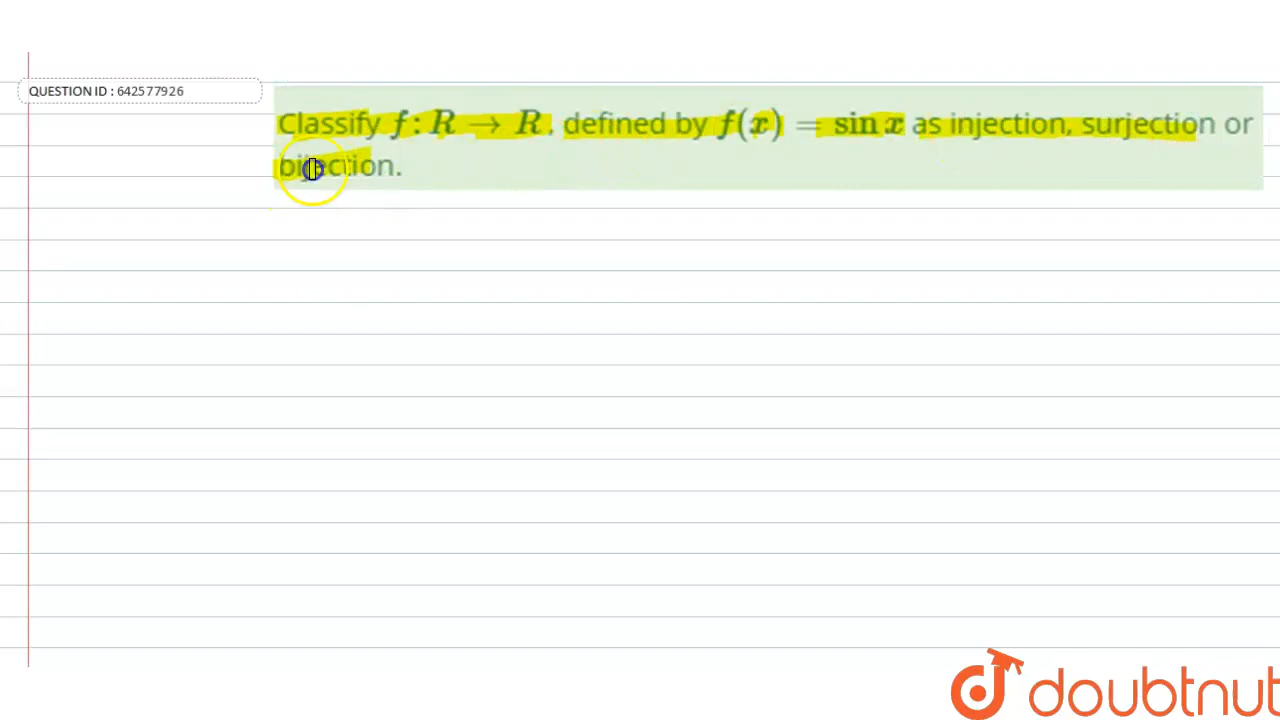 QUESTION ID : 642577926
Classify f : R → R, defined by f(x) = sin x as injection, surjection or
bijection.
doubtnut